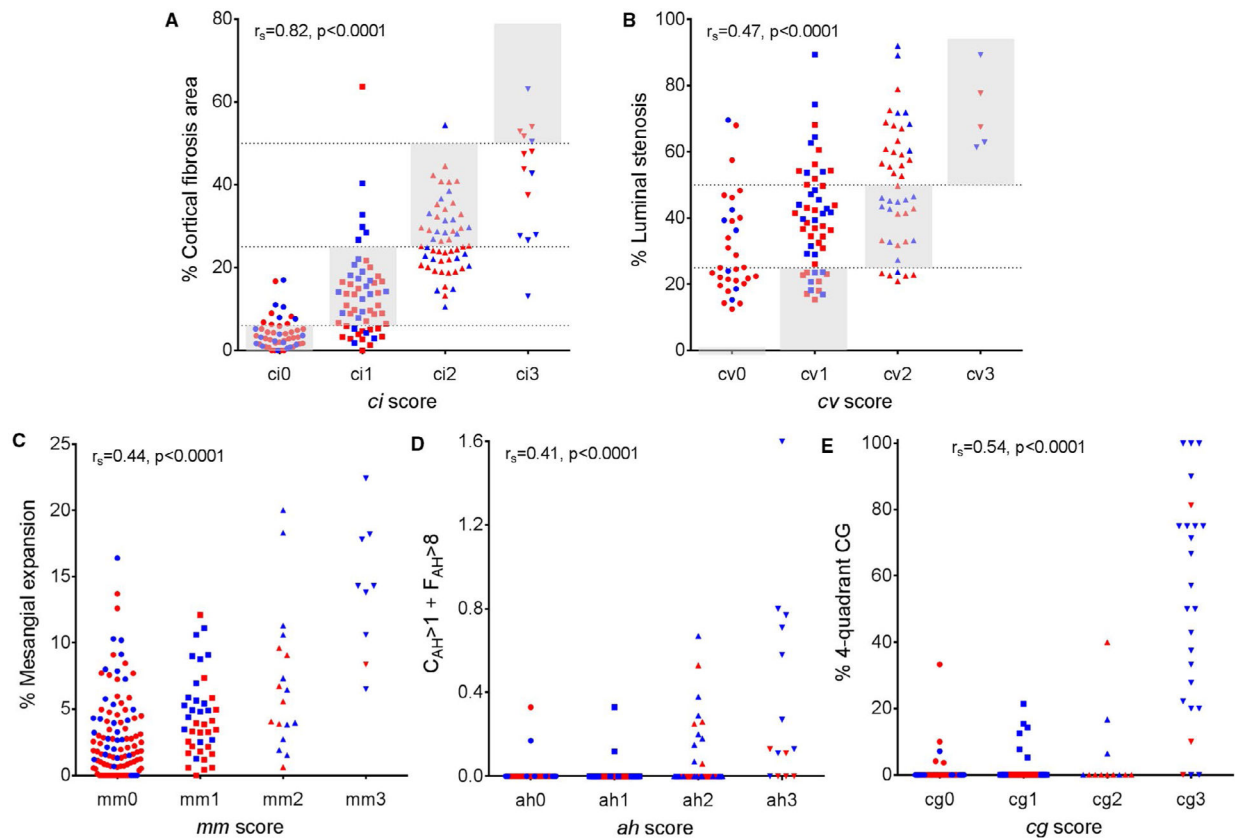 A
r_s=0.82, p<0.0001
% Cortical fibrosis area
80
60
40
20
0
ci0 ci1 ci2 ci3
ci score
B
r_s=0.47, p<0.0001
% Luminal stenosis
100
80
60
40
20
0
cv0 cv1 cv2 cv3
cv score
C
r_s=0.44, p<0.0001
% Mesangial expansion
25
20
15
10
5
0
mm0 mm1 mm2 mm3
mm score
D
r_s=0.41, p<0.0001
C_AH>1 + F_AH>8
1.6
1.2
0.8
0.4
0.0
ah0 ah1 ah2 ah3
ah score
E
r_s=0.54, p<0.0001
% 4-quadrant CG
100
80
60
40
20
0
cg0 cg1 cg2 cg3
cg score